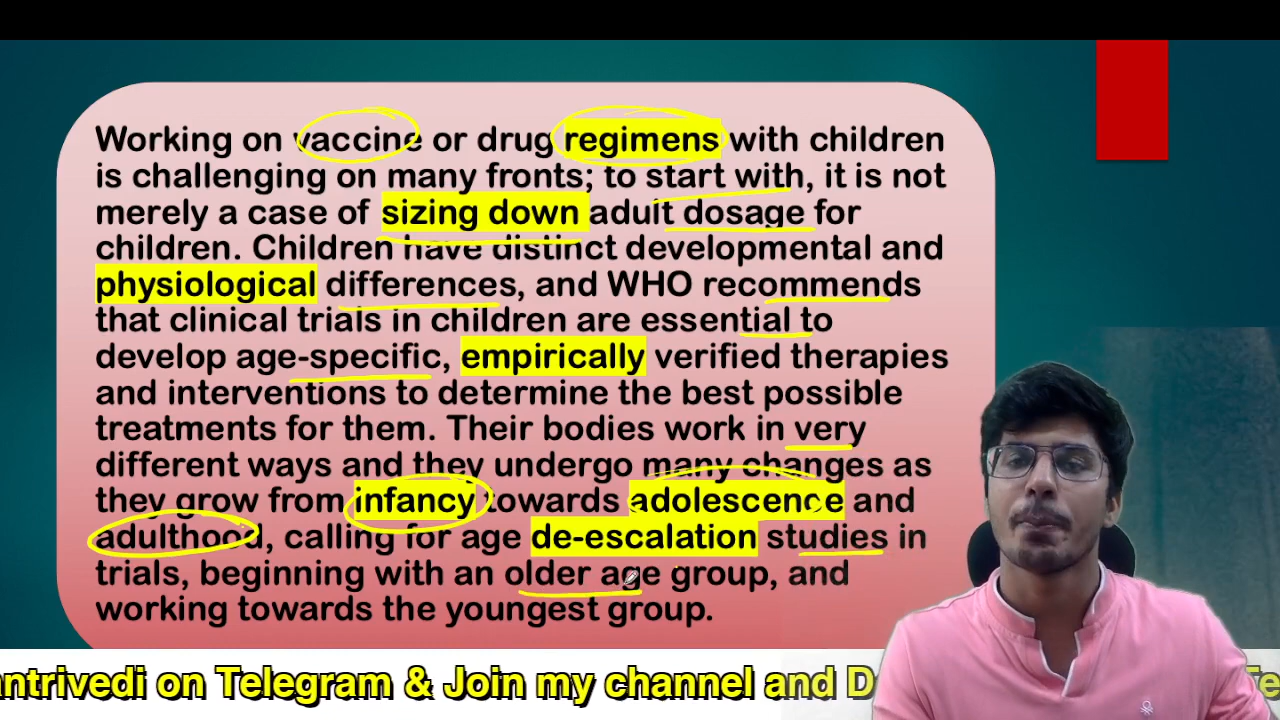 Working on vaccine or drug regimens with children
is challenging on many fronts; to start with, it is not
merely a case of sizing down adult dosage for
children. Children have distinct developmental and
physiological differences, and WHO recommends
that clinical trials in children are essential to
develop age-specific, empirically verified therapies
and interventions to determine the best possible
treatments for them. Their bodies work in very
different ways and they undergo many changes as
they grow from infancy towards adolescence and
adulthood, calling for age de-escalation studies in
trials, beginning with an older age group, and
working towards the youngest group.
antrivedi on Telegram & Join my channel and D